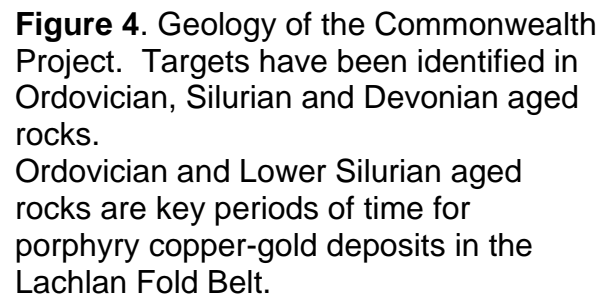 Figure 4. Geology of the Commonwealth
Project. Targets have been identified in
Ordovician, Silurian and Devonian aged
rocks.
Ordovician and Lower Silurian aged
rocks are key periods of time for
porphyry copper-gold deposits in the
Lachlan Fold Belt.